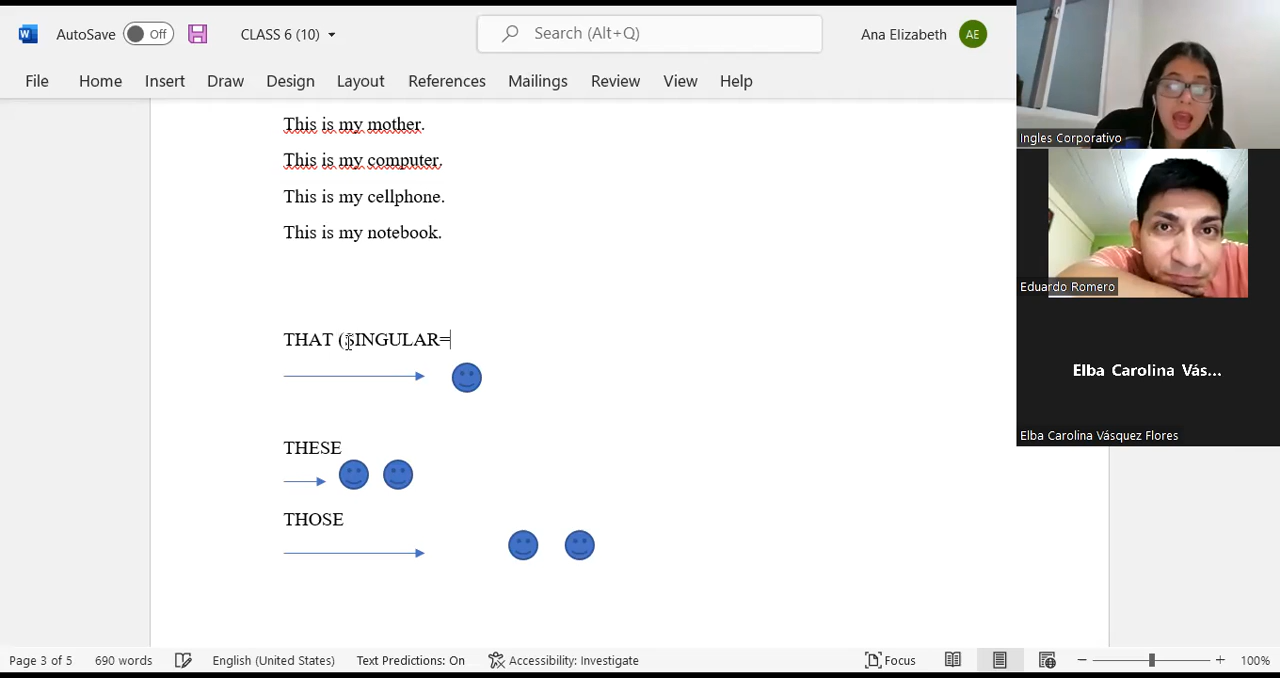 AutoSave Off CLASS 6 (10) Search (Alt+Q) Ana Elizabeth AE
File Home Insert Draw Design Layout References Mailings Review View Help
This is my mother.
This is my computer.
This is my cellphone.
This is my notebook.
THAT (SINGULAR=
THESE
THOSE
Ingles Corporativo
Eduardo Romero
Elba Carolina Vás...
Elba Carolina Vásquez Flores
Page 3 of 5 690 words English (United States) Text Predictions: On Accessibility: Investigate Focus 100%